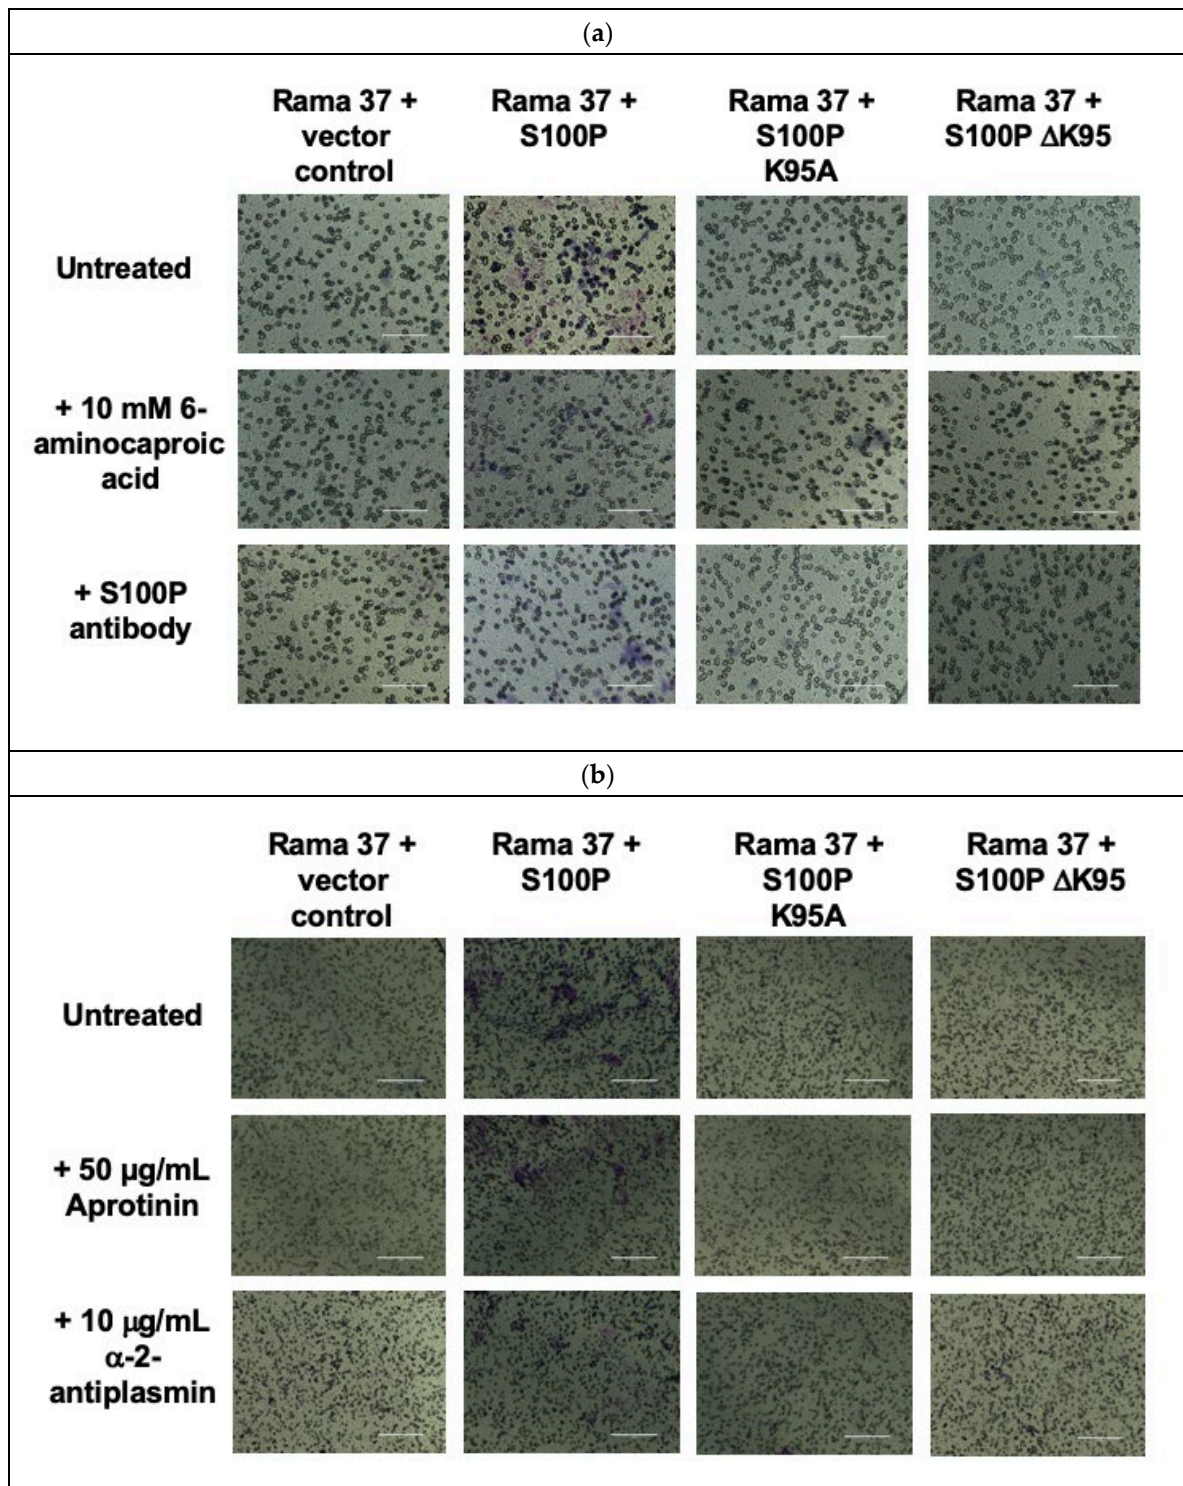 (a)
Rama 37 +
vector
control
Rama 37 +
S100P
Rama 37 +
S100P
K95A
Rama 37 +
S100P ΔK95
Untreated
+ 10 mM 6-
aminocaproic
acid
+ S100P
antibody
(b)
Rama 37 +
vector
control
Rama 37 +
S100P
Rama 37 +
S100P
K95A
Rama 37 +
S100P ΔK95
Untreated
+ 50 µg/mL
Aprotinin
+ 10 µg/mL
α-2-
antiplasmin